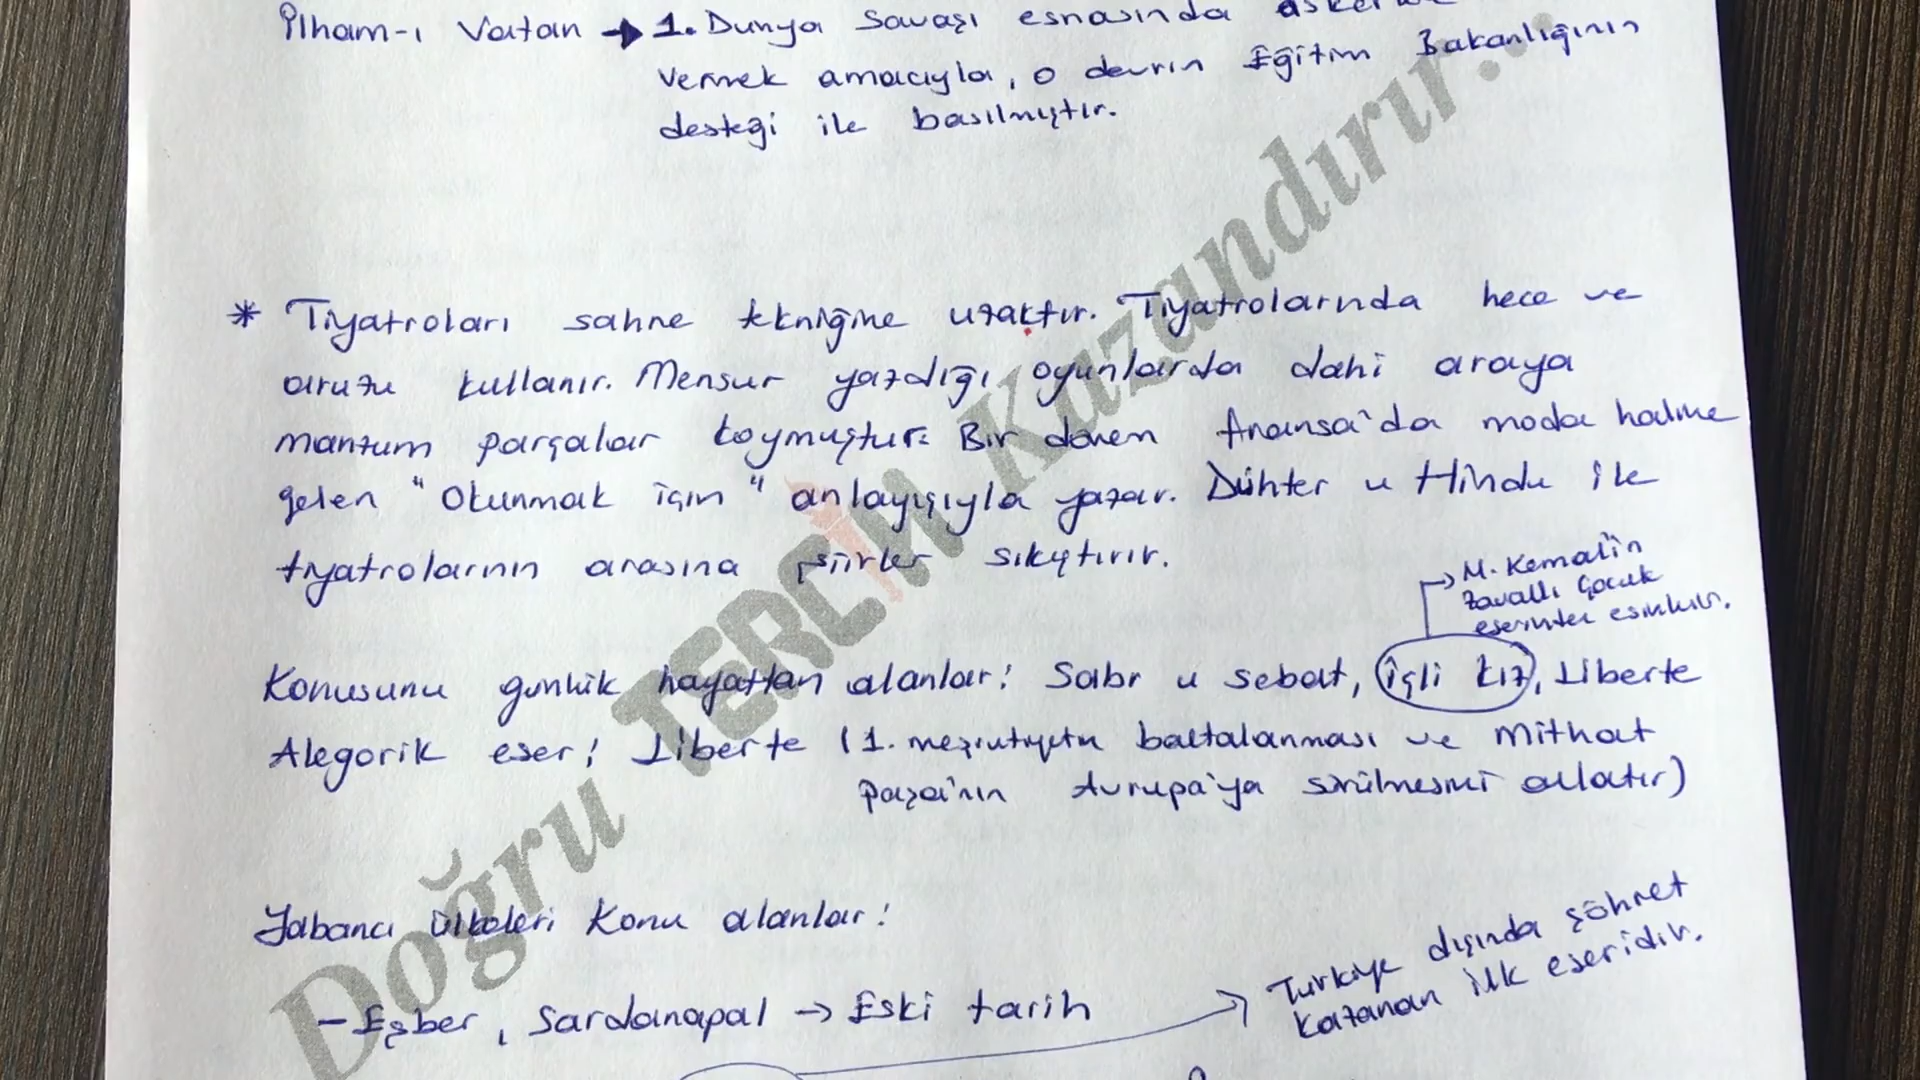 İlham-ı Vatan → 1. Dünya Savaşı esnasında
vermek amacıyla, o devrin Eğitim Bakanlığının
desteği ile basılmıştır.
* Tiyatroları sahne tekniğine uzaktır. Tiyatrolarında hece ve
aruzu kullanır. Mensur yazdığı oyunlarda dahi araya
manzum parçalar koymuştur. Bir dönem Fransa'da moda haline
gelen "Okunmak için" anlayışıyla yazar. Dühter u Hindu ile
tiyatrolarının arasına şiirler sıkıştırır.
→ N. Kemal'in
Zavallı Çocuk
eserinden esinlenir.
Konusunu günlük hayattan alanlar: Sabr u sebat, İçli Kız, Liberte
Alegorik eser: Liberte (1. meşrutiyetin baltalanması ve Mithat
paşa'nın Avrupa'ya sürülmesini anlatır)
Yabancı ülkeleri konu alanlar:
→ Türkiye dışında şöhret
kazanan ilk eseridir.
- Eşber, Sardanapal → Eski tarih
Doğru TERCİH Kazandırır...